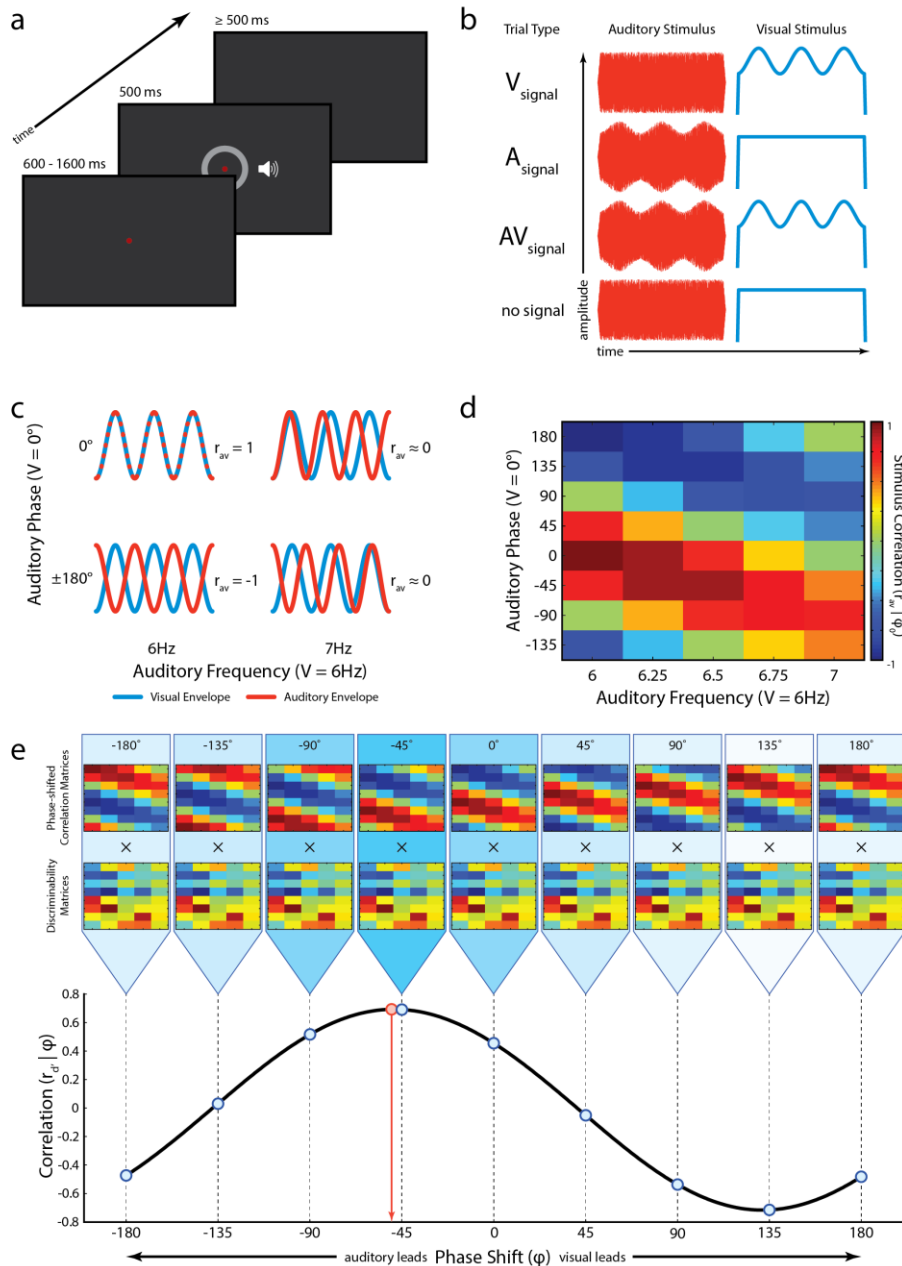 a
≥ 500 ms
500 ms
600 - 1600 ms
time
b
Trial Type Auditory Stimulus Visual Stimulus
V signal
A signal
AV signal
no signal
amplitude
time
c
Auditory Phase (V = 0°)
0°
r av = 1
r av ≈ 0
±180°
r av = -1
r av ≈ 0
6Hz 7Hz
Auditory Frequency (V = 6Hz)
Visual Envelope Auditory Envelope
d
Auditory Phase (V = 0°)
180
135
90
45
0
-45
-90
-135
6 6.25 6.5 6.75 7
Auditory Frequency (V = 6Hz)
1
-1
Stimulus Correlation (r av | φ0)
e
-180° -135° -90° -45° 0° 45° 90° 135° 180°
Phase-shifted
Correlation Matrices
× × × × × × × × ×
Discriminability
Matrices
Correlation (r d' | φ)
0.8
0.6
0.4
0.2
0
-0.2
-0.4
-0.6
-0.8
-180 -135 -90 -45 0 45 90 135 180
auditory leads Phase Shift (φ) visual leads